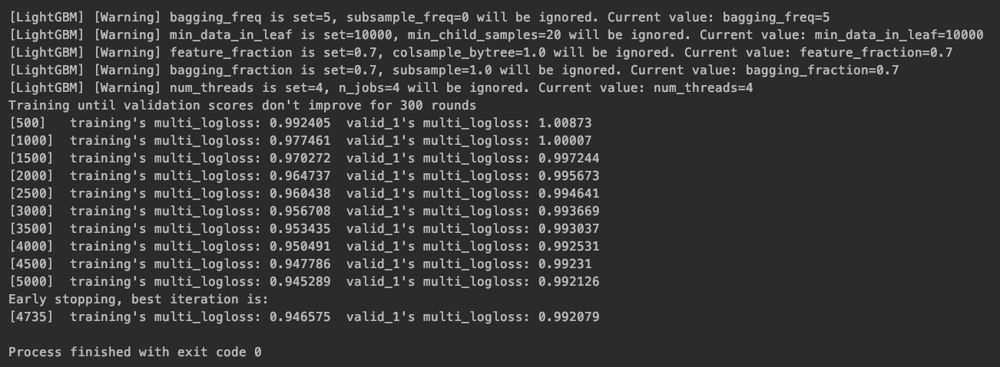 [LightGBM] [Warning] bagging_freq is set=5, subsample_freq=0 will be ignored. Current value: bagging_freq=5
[LightGBM] [Warning] min_data_in_leaf is set=10000, min_child_samples=20 will be ignored. Current value: min_data_in_leaf=10000
[LightGBM] [Warning] feature_fraction is set=0.7, colsample_bytree=1.0 will be ignored. Current value: feature_fraction=0.7
[LightGBM] [Warning] bagging_fraction is set=0.7, subsample=1.0 will be ignored. Current value: bagging_fraction=0.7
[LightGBM] [Warning] num_threads is set=4, n_jobs=4 will be ignored. Current value: num_threads=4
Training until validation scores don't improve for 300 rounds
[500]   training's multi_logloss: 0.992405  valid_1's multi_logloss: 1.00873
[1000]  training's multi_logloss: 0.977461  valid_1's multi_logloss: 1.00007
[1500]  training's multi_logloss: 0.970272  valid_1's multi_logloss: 0.997244
[2000]  training's multi_logloss: 0.964737  valid_1's multi_logloss: 0.995673
[2500]  training's multi_logloss: 0.960438  valid_1's multi_logloss: 0.994641
[3000]  training's multi_logloss: 0.956708  valid_1's multi_logloss: 0.993669
[3500]  training's multi_logloss: 0.953435  valid_1's multi_logloss: 0.993037
[4000]  training's multi_logloss: 0.950491  valid_1's multi_logloss: 0.992531
[4500]  training's multi_logloss: 0.947786  valid_1's multi_logloss: 0.99231
[5000]  training's multi_logloss: 0.945289  valid_1's multi_logloss: 0.992126
Early stopping, best iteration is:
[4735]  training's multi_logloss: 0.946575  valid_1's multi_logloss: 0.992079
Process finished with exit code 0